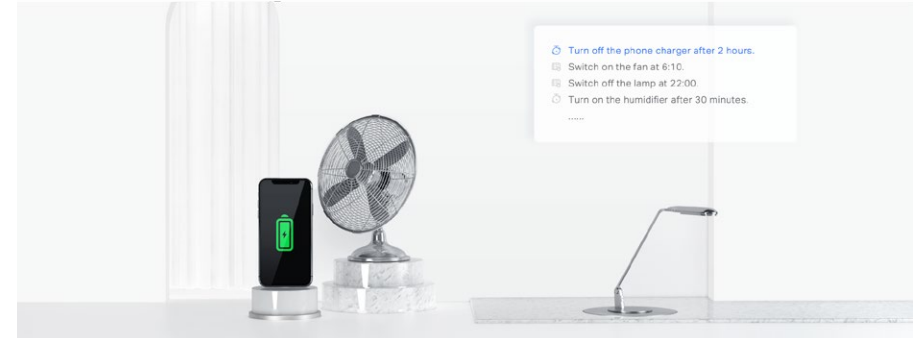 Turn off the phone charger after 2 hours.
Switch on the fan at 6:10.
Switch off the lamp at 22:00
Turn on the humidifier after 30 minutes.
......